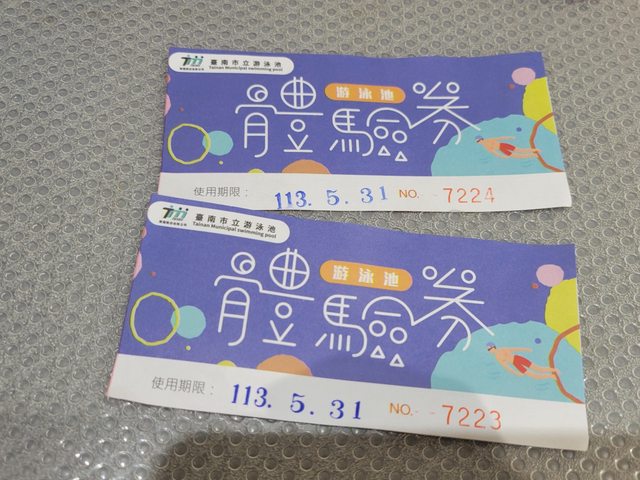 臺南市立游泳池
Tainan Municipal swimming pool
游泳池
體驗券
使用期限：113. 5. 31 NO. -7224
臺南市立游泳池
Tainan Municipal swimming pool
游泳池
體驗券
使用期限：113. 5. 31 NO.- -7223